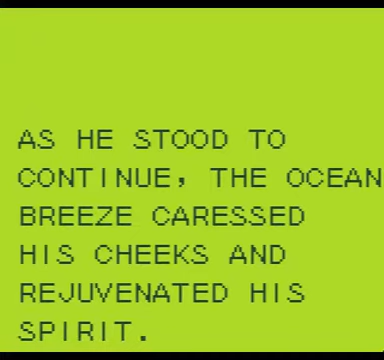 AS HE STOOD TO
CONTINUE, THE OCEAN
BREEZE CARESSED
HIS CHEEKS AND
REJUVENATED HIS
SPIRIT.